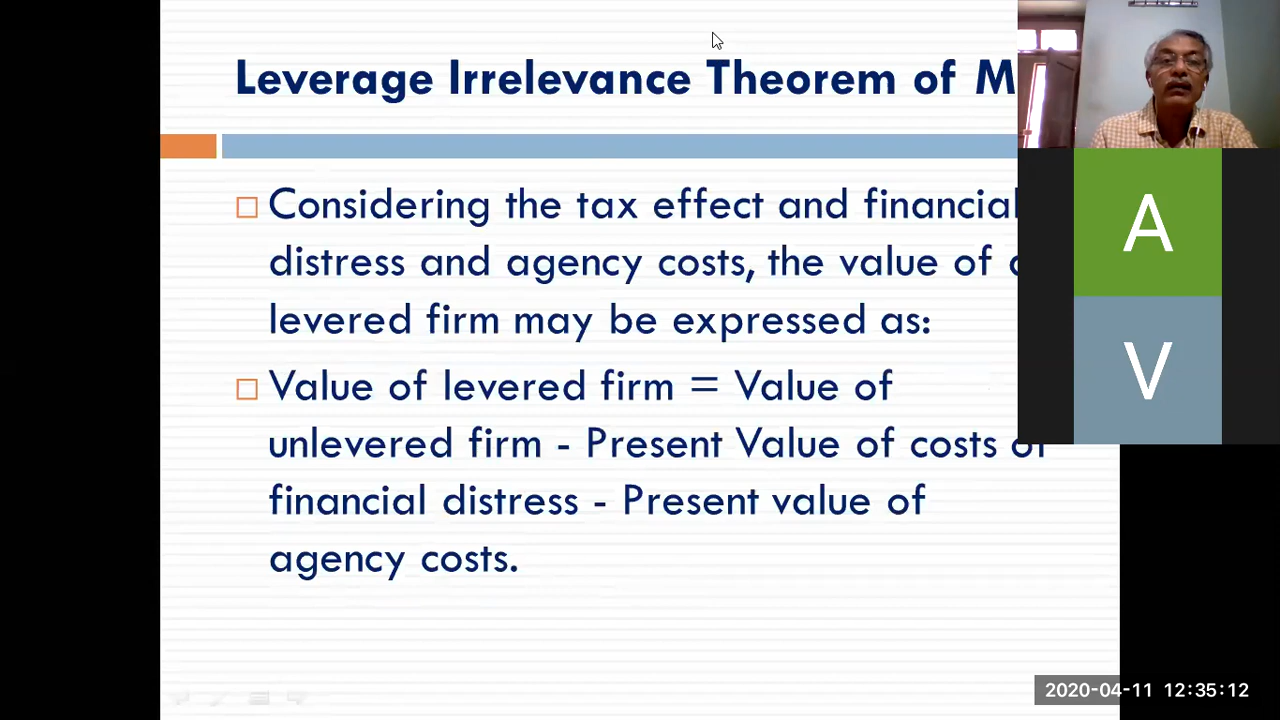 Leverage Irrelevance Theorem of M
Considering the tax effect and financial
distress and agency costs, the value of
levered firm may be expressed as:
Value of levered firm = Value of
unlevered firm - Present Value of costs of
financial distress - Present value of
agency costs.
A
V
2020-04-11 12:35:12